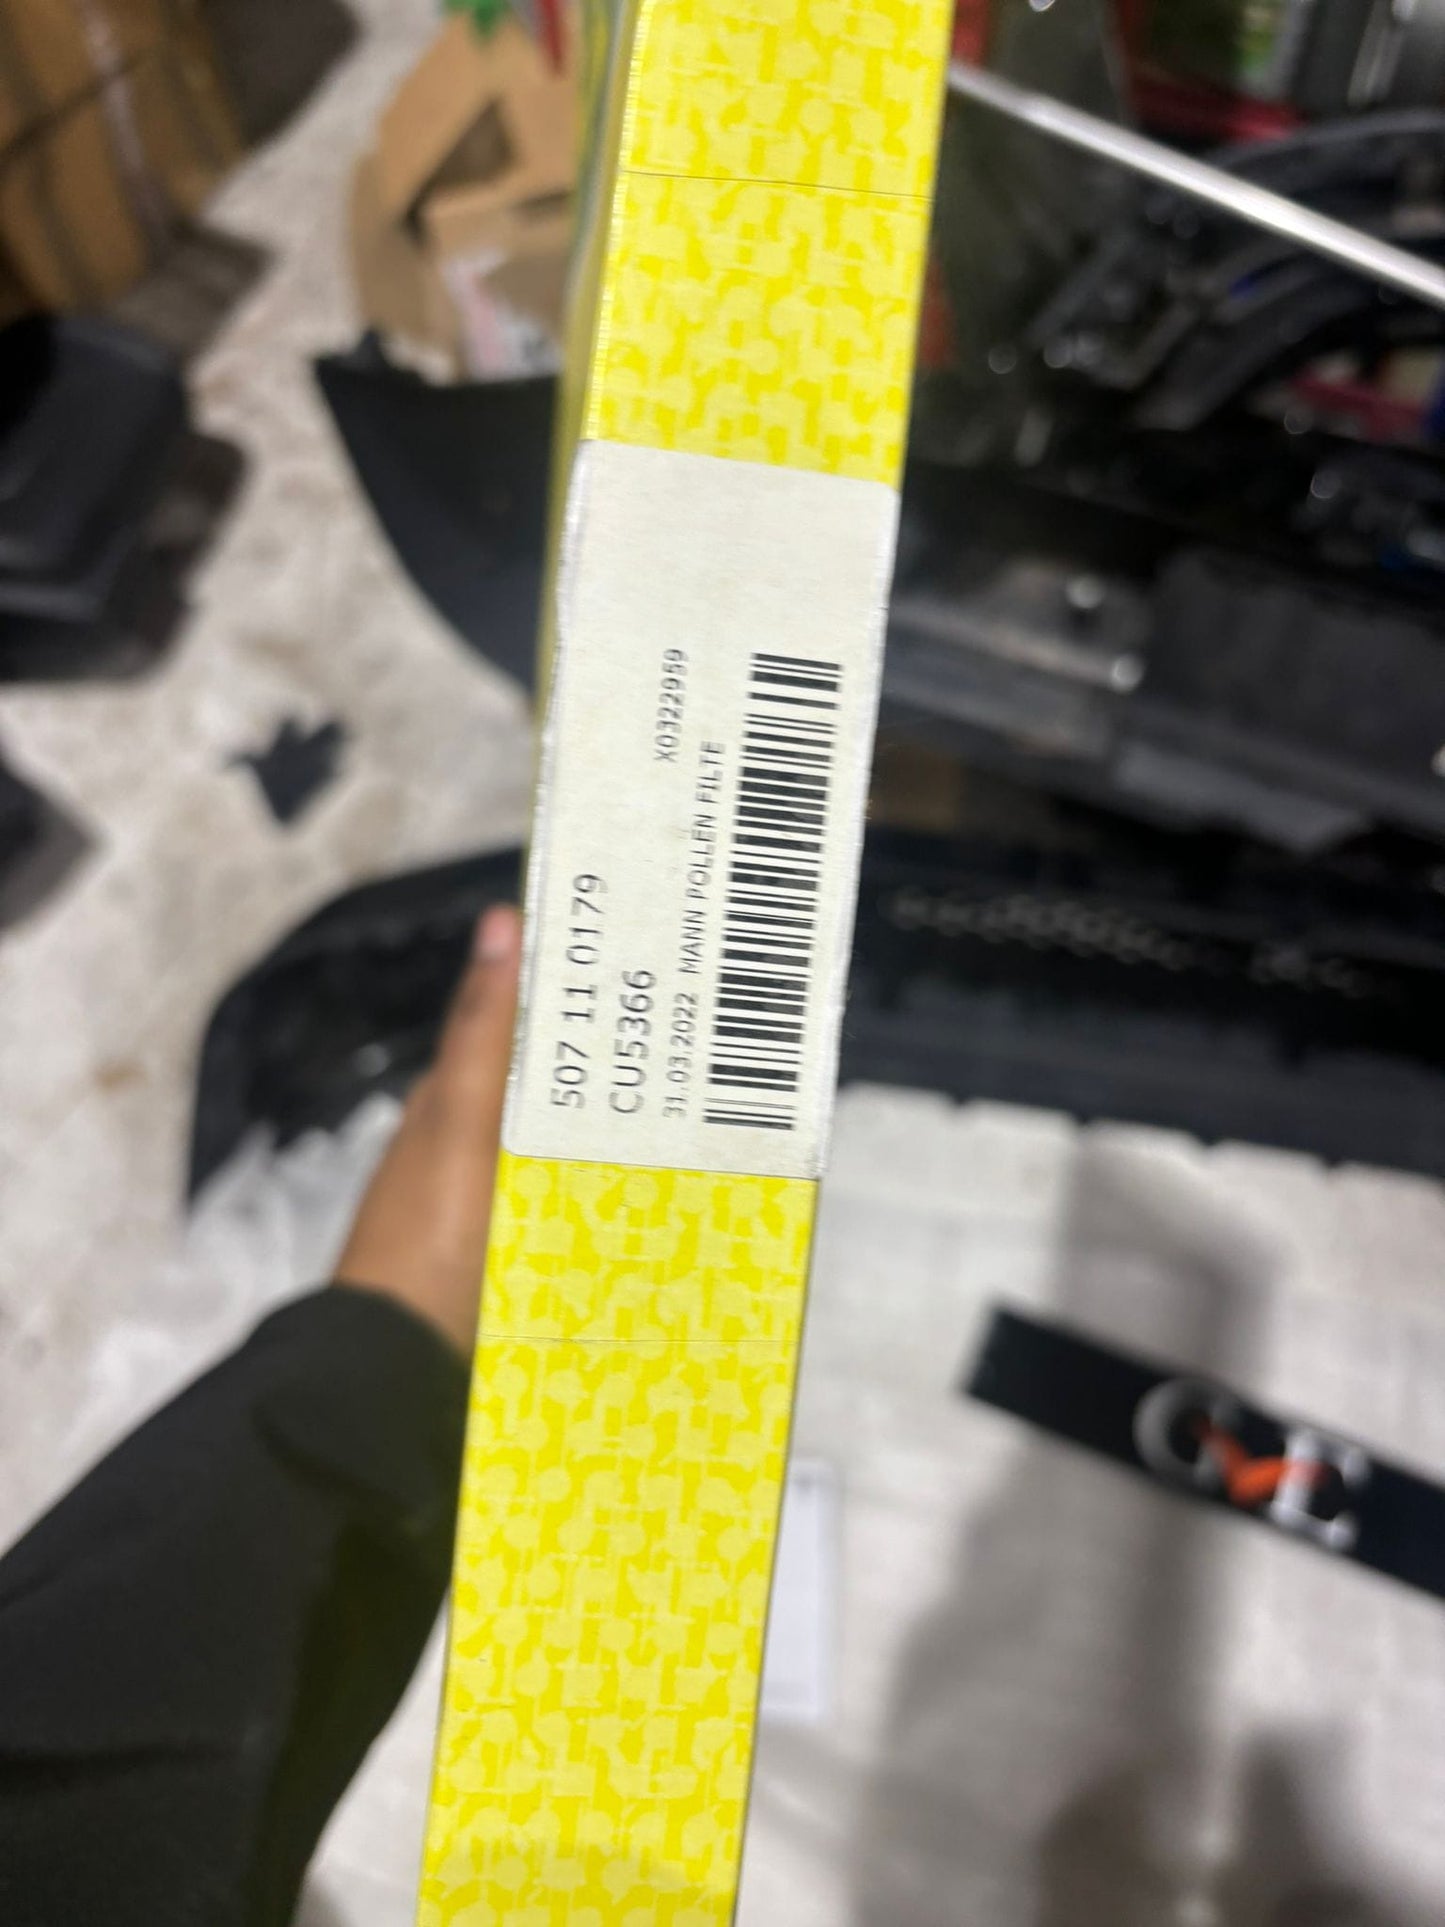 507 11 0179
CU5366 X0322959
31.03.2022 MANN POLLEN FILTE